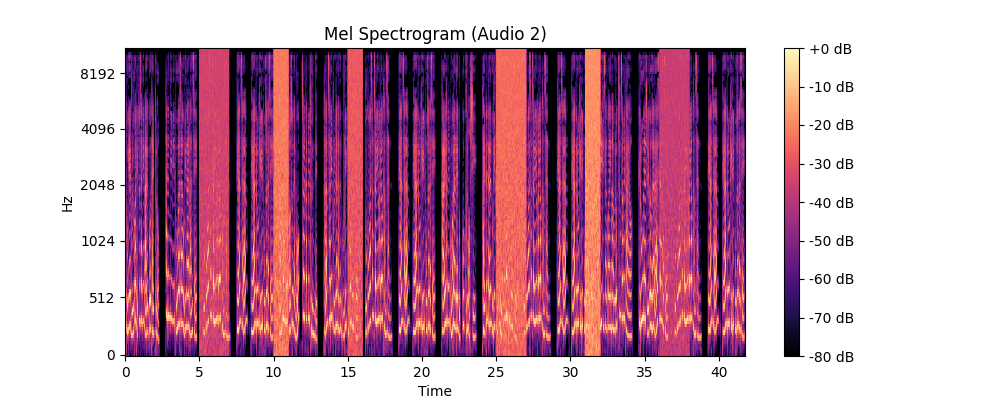 Mel Spectrogram (Audio 2)
Hz
8192
4096
2048
1024
512
0
0 5 10 15 20 25 30 35 40
Time
+0 dB
-10 dB
-20 dB
-30 dB
-40 dB
-50 dB
-60 dB
-70 dB
-80 dB